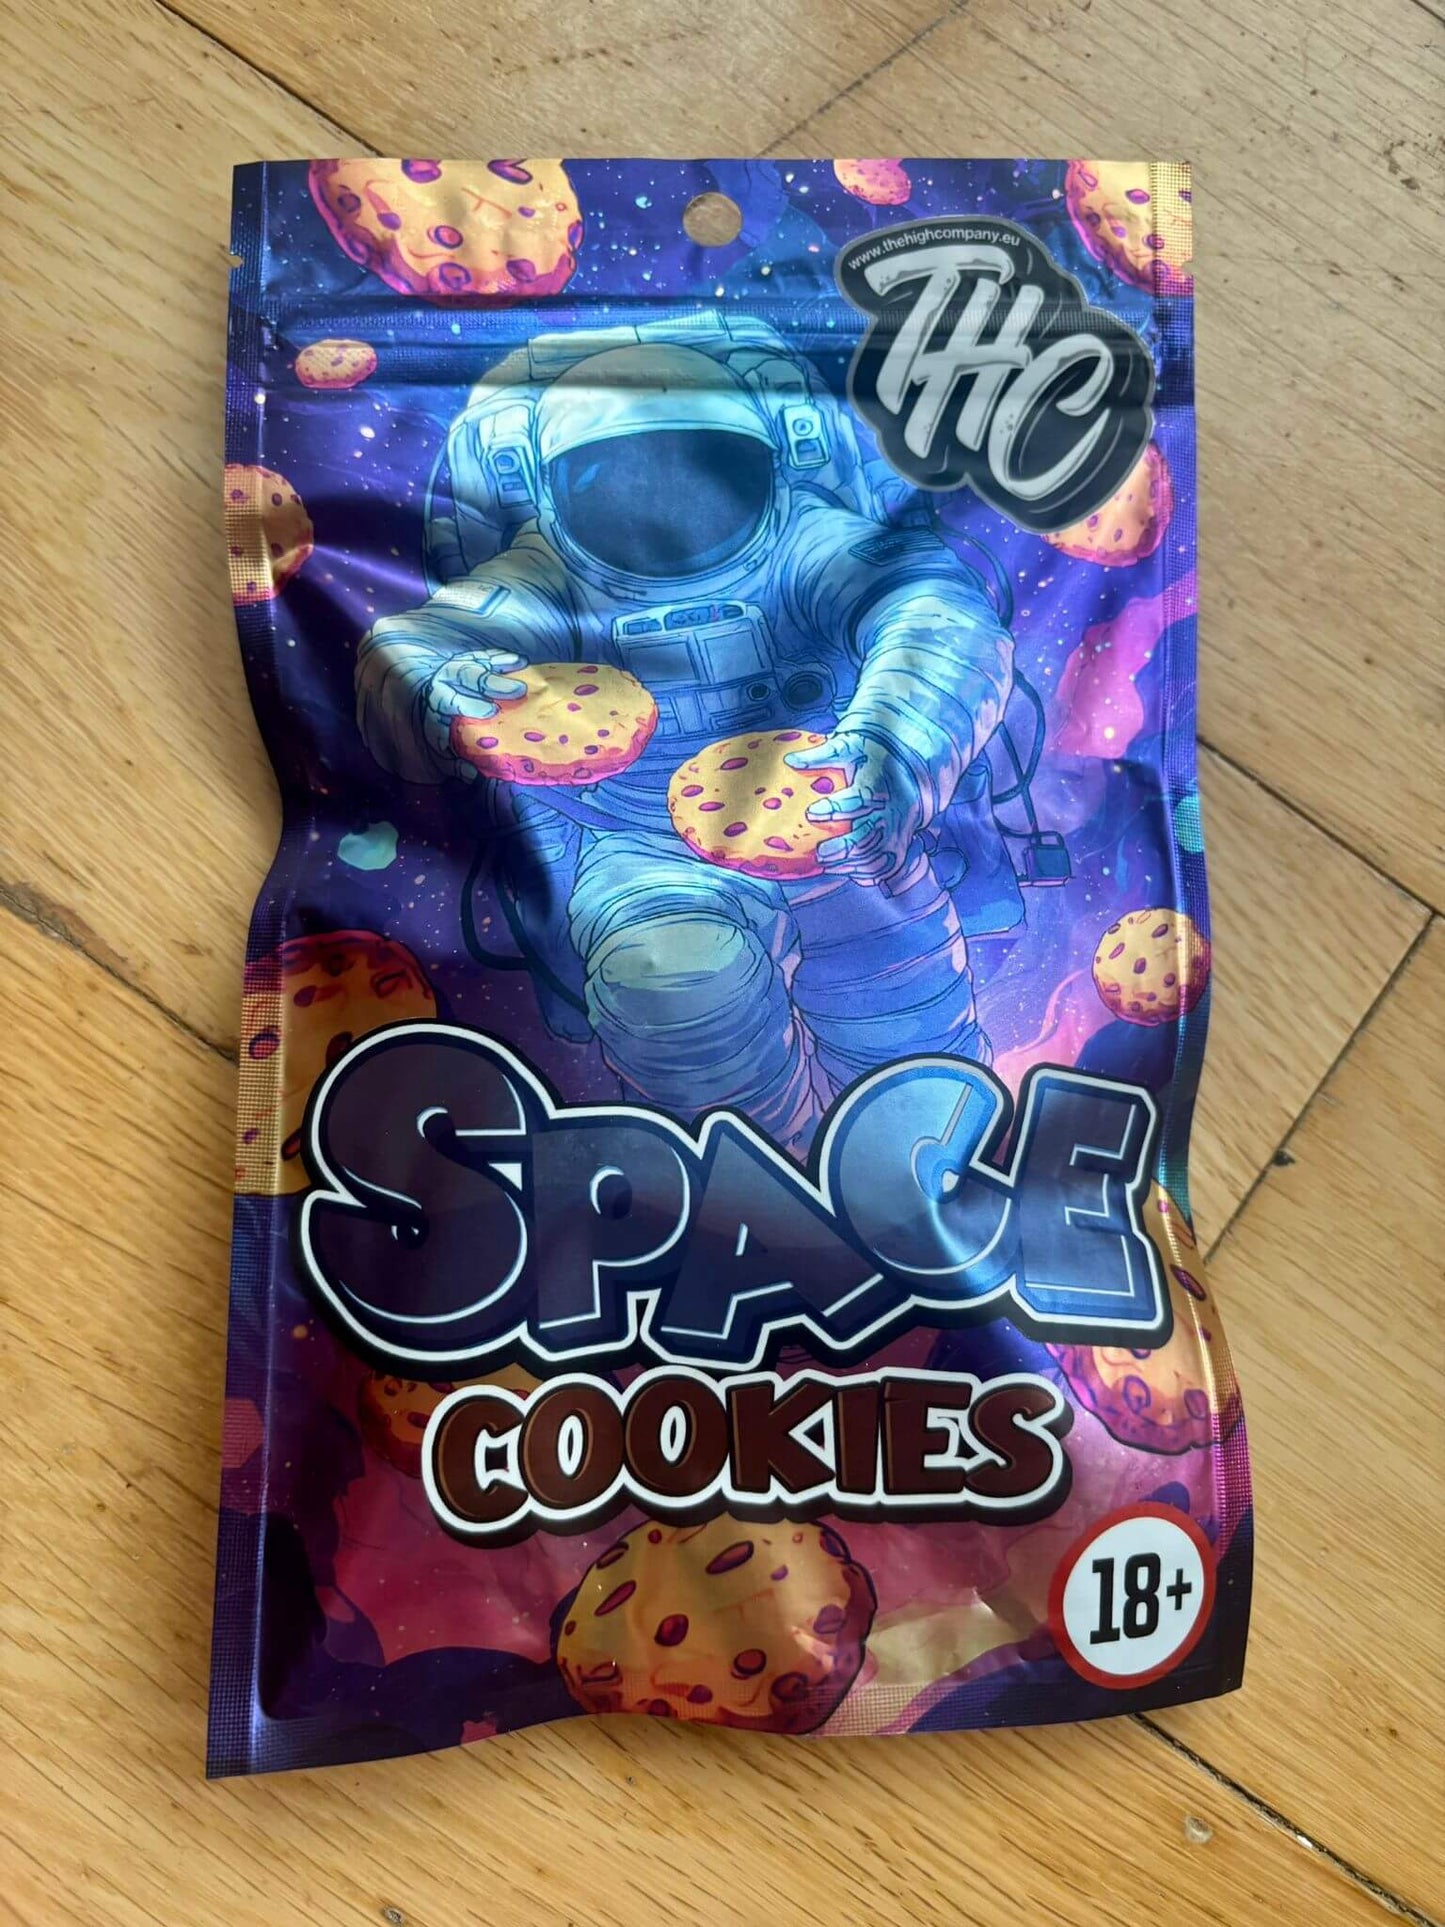 www.thehighcompany.eu
THC
SPACE
COOKIES
18+